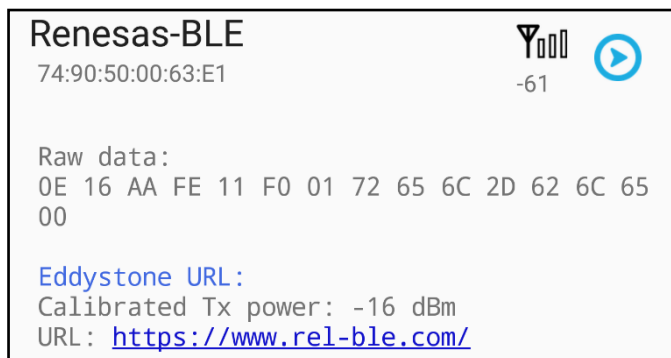 Renesas-BLE
74:90:50:00:63:E1
-61
Raw data:
0E 16 AA FE 11 F0 01 72 65 6C 2D 62 6C 65
00
Eddystone URL:
Calibrated Tx power: -16 dBm
URL: https://www.rel-ble.com/